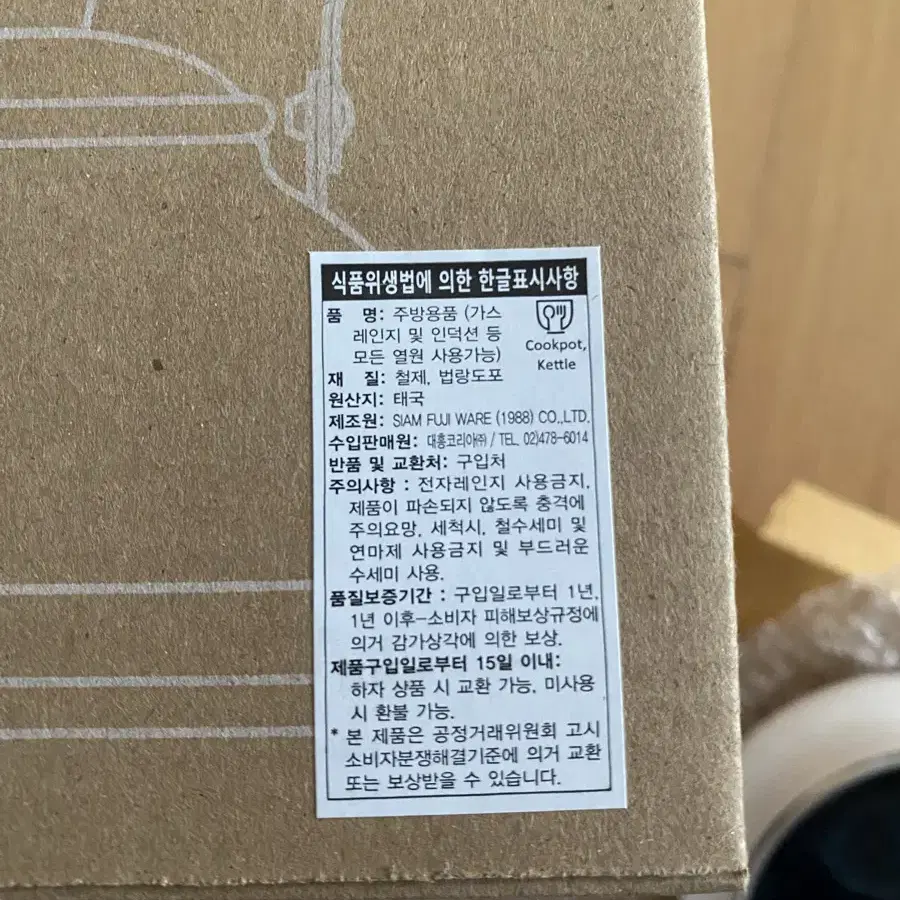 식품위생법에 의한 한글표시사항
품 명: 주방용품 (가스
레인지 및 인덕션 등
모든 열원 사용가능)
Cookpot,
Kettle
재 질: 철제, 법랑도포
원산지: 태국
제조원: SIAM FUJI WARE (1988) CO.,LTD.
수입판매원: 대홍코리아㈜ / TEL. 02)478-6014
반품 및 교환처: 구입처
주의사항 : 전자레인지 사용금지,
제품이 파손되지 않도록 충격에
주의요망, 세척시, 철수세미 및
연마제 사용금지 및 부드러운
수세미 사용.
품질보증기간 : 구입일로부터 1년,
1년 이후-소비자 피해보상규정에
의거 감가상각에 의한 보상.
제품구입일로부터 15일 이내:
하자 상품 시 교환 가능, 미사용
시 환불 가능.
* 본 제품은 공정거래위원회 고시
소비자분쟁해결기준에 의거 교환
또는 보상받을 수 있습니다.